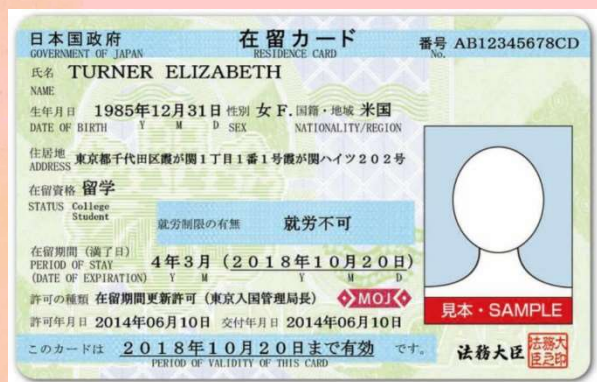 日本国政府 在留カード 番号 AB12345678CD
GOVERNMENT OF JAPAN RESIDENCE CARD No.
氏名 TURNER ELIZABETH
NAME
生年月日 1985年12月31日 性別 女 F. 国籍・地域 米国
DATE OF BIRTH Y M D SEX NATIONALITY/REGION
住居地 東京都千代田区霞が関1丁目1番1号霞が関ハイツ202号
ADDRESS
在留資格 留学
STATUS College
Student
就労制限の有無 就労不可
在留期間(満了日) 4年3月(2018年10月20日)
PERIOD OF STAY Y M Y M D
(DATE OF EXPIRATION)
許可の種類 在留期間更新許可(東京入国管理局長) MOJ
許可年月日 2014年06月10日 交付年月日 2014年06月10日
このカードは 2018年10月20日まで有効 です。
PERIOD OF VALIDITY OF THIS CARD
見本・SAMPLE
法務大臣